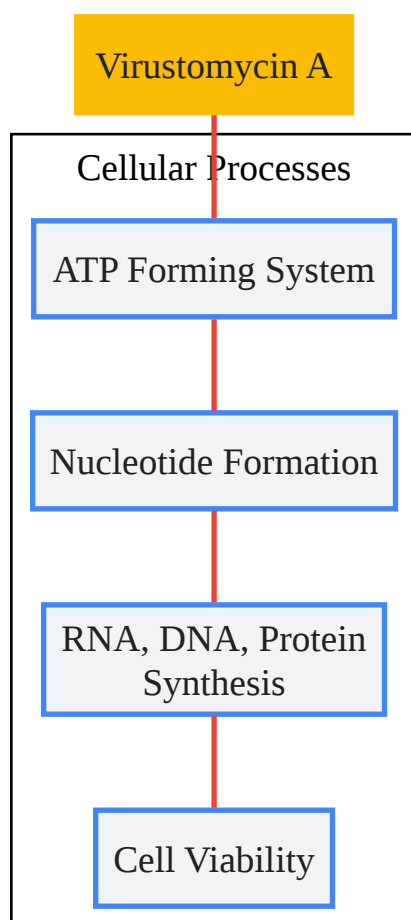 Virustomycin A
Cellular Processes
ATP Forming System
Nucleotide Formation
RNA, DNA, Protein
Synthesis
Cell Viability